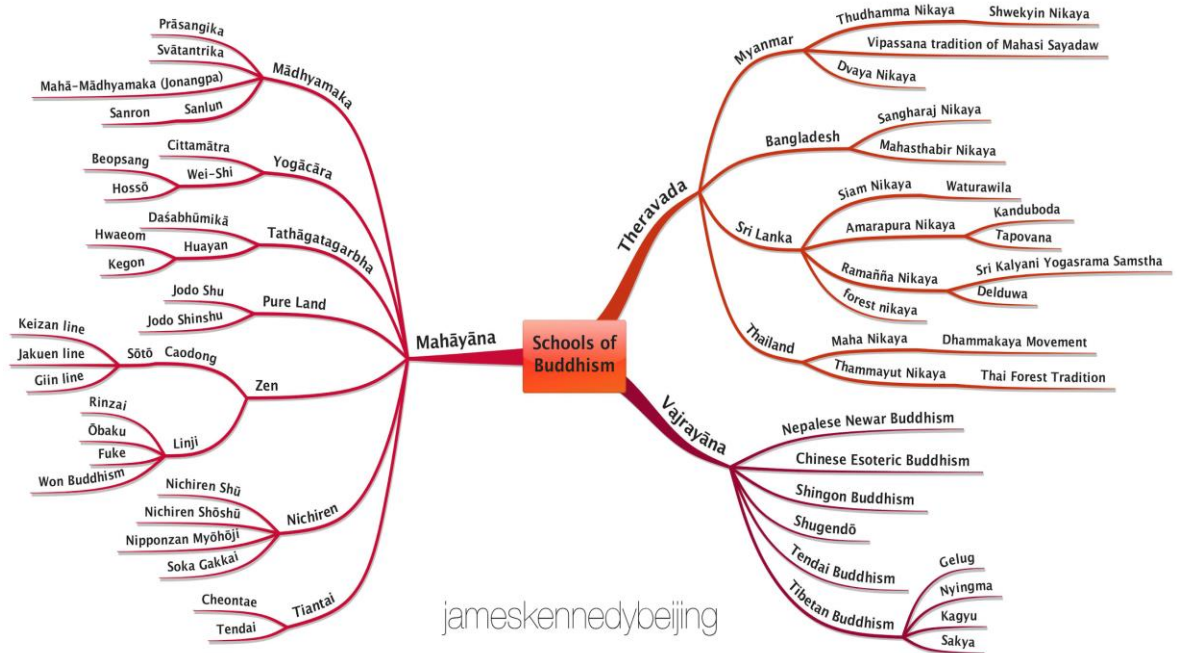 Schools of
Buddhism
Mahāyāna
Mādhyamaka
Prāsangika
Svātantrika
Mahā-Mādhyamaka (Jonangpa)
Sanlun
Sanron
Yogācāra
Cittamātra
Wei-Shi
Beopsang
Hossō
Tathāgatagarbha
Daśabhūmikā
Huayan
Hwaeom
Kegon
Pure Land
Jodo Shu
Jodo Shinshu
Zen
Caodong
Sōtō
Keizan line
Jakuen line
Giin line
Linji
Rinzai
Ōbaku
Fuke
Won Buddhism
Nichiren
Nichiren Shū
Nichiren Shōshū
Nipponzan Myōhōji
Soka Gakkai
Tiantai
Cheontae
Tendai
Theravada
Myanmar
Thudhamma Nikaya
Shwekyin Nikaya
Vipassana tradition of Mahasi Sayadaw
Dvaya Nikaya
Bangladesh
Sangharaj Nikaya
Mahasthabir Nikaya
Sri Lanka
Siam Nikaya
Waturawila
Amarapura Nikaya
Kanduboda
Tapovana
Ramañña Nikaya
Sri Kalyani Yogasrama Samstha
Delduwa
forest nikaya
Thailand
Maha Nikaya
Dhammakaya Movement
Thammayut Nikaya
Thai Forest Tradition
Vajrayāna
Nepalese Newar Buddhism
Chinese Esoteric Buddhism
Shingon Buddhism
Shugendō
Tendai Buddhism
Tibetan Buddhism
Gelug
Nyingma
Kagyu
Sakya
jameskennedybeijing